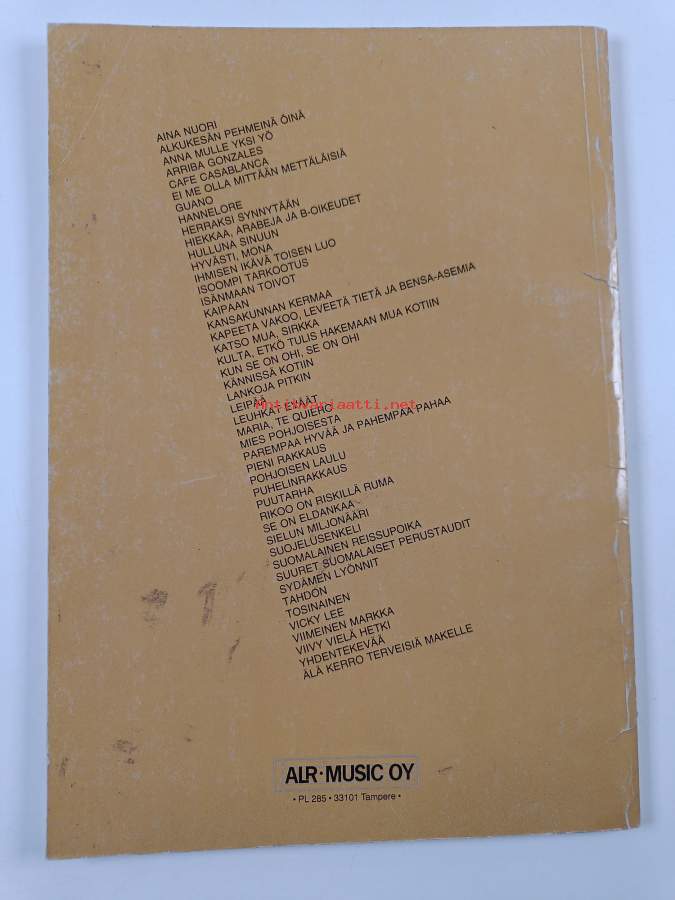 AINA NUORI
ALKUKESÄN PEHMEINÄ ÖINÄ
ANNA MULLE YKSI YÖ
ARRIBA GONZALES
CAFE CASABLANCA
EI ME OLLA MITTÄÄN METTÄLÄISIÄ
GUANO
HANNELORE
HERRAKSI SYNNYTÄÄN
HIEKKAA, ARABEJA JA B-OIKEUDET
HULLUNA SINUUN
HYVÄSTI, MONA
IHMISEN IKÄVÄ TOISEN LUO
ISOOMPI TARKOOTUS
ISÄNMAAN TOIVOT
KAIPAAN
KANSAKUNNAN KERMAA
KAPEETA VAKOO, LEVEETÄ TIETÄ JA BENSA-ASEMIA
KATSO MUA, SIRKKA
KULTA, ETKÖ TULIS HAKEMAAN MUA KOTIIN
KUN SE ON OHI, SE ON OHI
KÄNNISSÄ KOTIIN
LANKOJA PITKIN
LEIPÄÄ
LEUHKAT EMÄT
MARIA, TE QUIERO
MIES POHJOISESTA
PAREMPAA HYVÄÄ JA PAHEMPAA PAHAA
PIENI RAKKAUS
POHJOISEN LAULU
PUHELINRAKKAUS
PUUTARHA
RIKOO ON RISKILLÄ RUMA
SE ON ELDANKAA
SIELUN MILJONÄÄRI
SUOJELUSENKELI
SUOMALAINEN REISSUPOIKA
SUURET SUOMALAISET PERUSTAUDIT
SYDÄMEN LYÖNNIT
TAHDON
TOSINAINEN
VICKY LEE
VIIMEINEN MARKKA
VIIVY VIELÄ HETKI
YHDENTEKEVÄÄ
ÄLÄ KERRO TERVEISIÄ MAKELLE
Antikvariaatti.net
ALR·MUSIC OY
• PL 285 • 33101 Tampere •